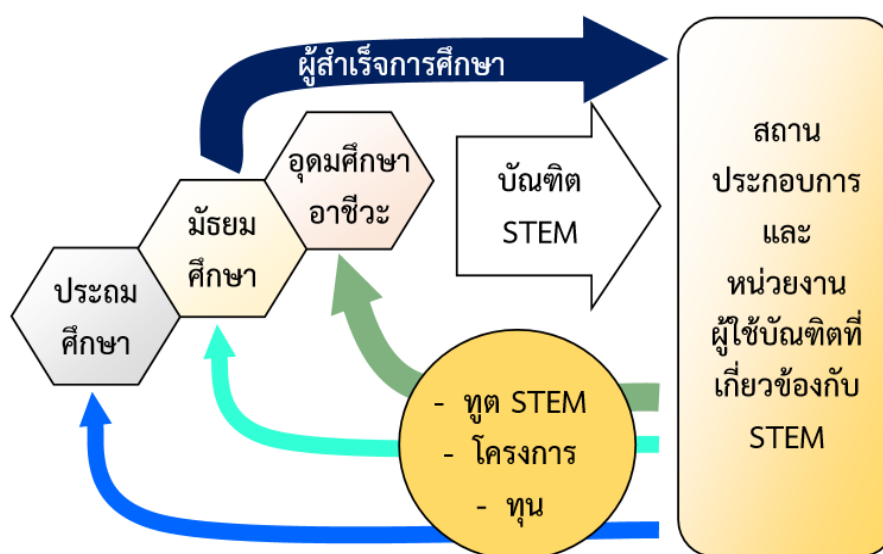 ผู้สำเร็จการศึกษา
อุดมศึกษา
อาชีวะ
มัธยม
ศึกษา
ประถม
ศึกษา
บัณฑิต
STEM
สถาน
ประกอบการ
และ
หน่วยงาน
ผู้ใช้บัณฑิตที่
เกี่ยวข้องกับ
STEM
- ทูต STEM
- โครงการ
- ทุน